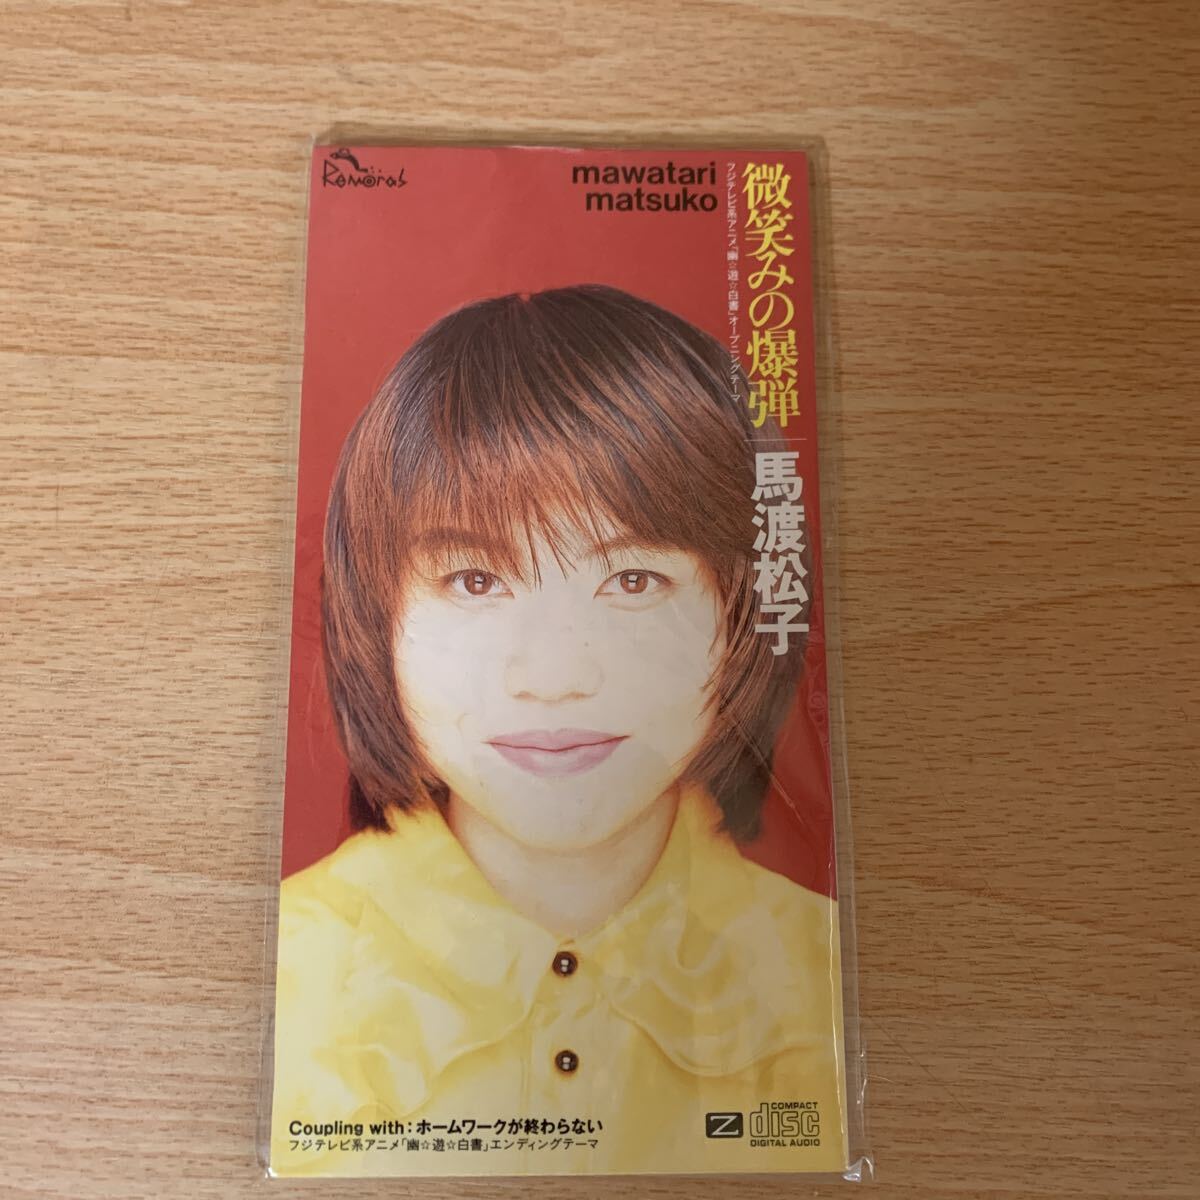 Remoras
mawatari
matsuko
微笑みの爆弾
フジテレビ系アニメ「幽☆遊☆白書」オープニングテーマ
馬渡松子
Coupling with:ホームワークが終わらない
フジテレビ系アニメ「幽☆遊☆白書」エンディングテーマ
Z
COMPACT
disc
DIGITAL AUDIO